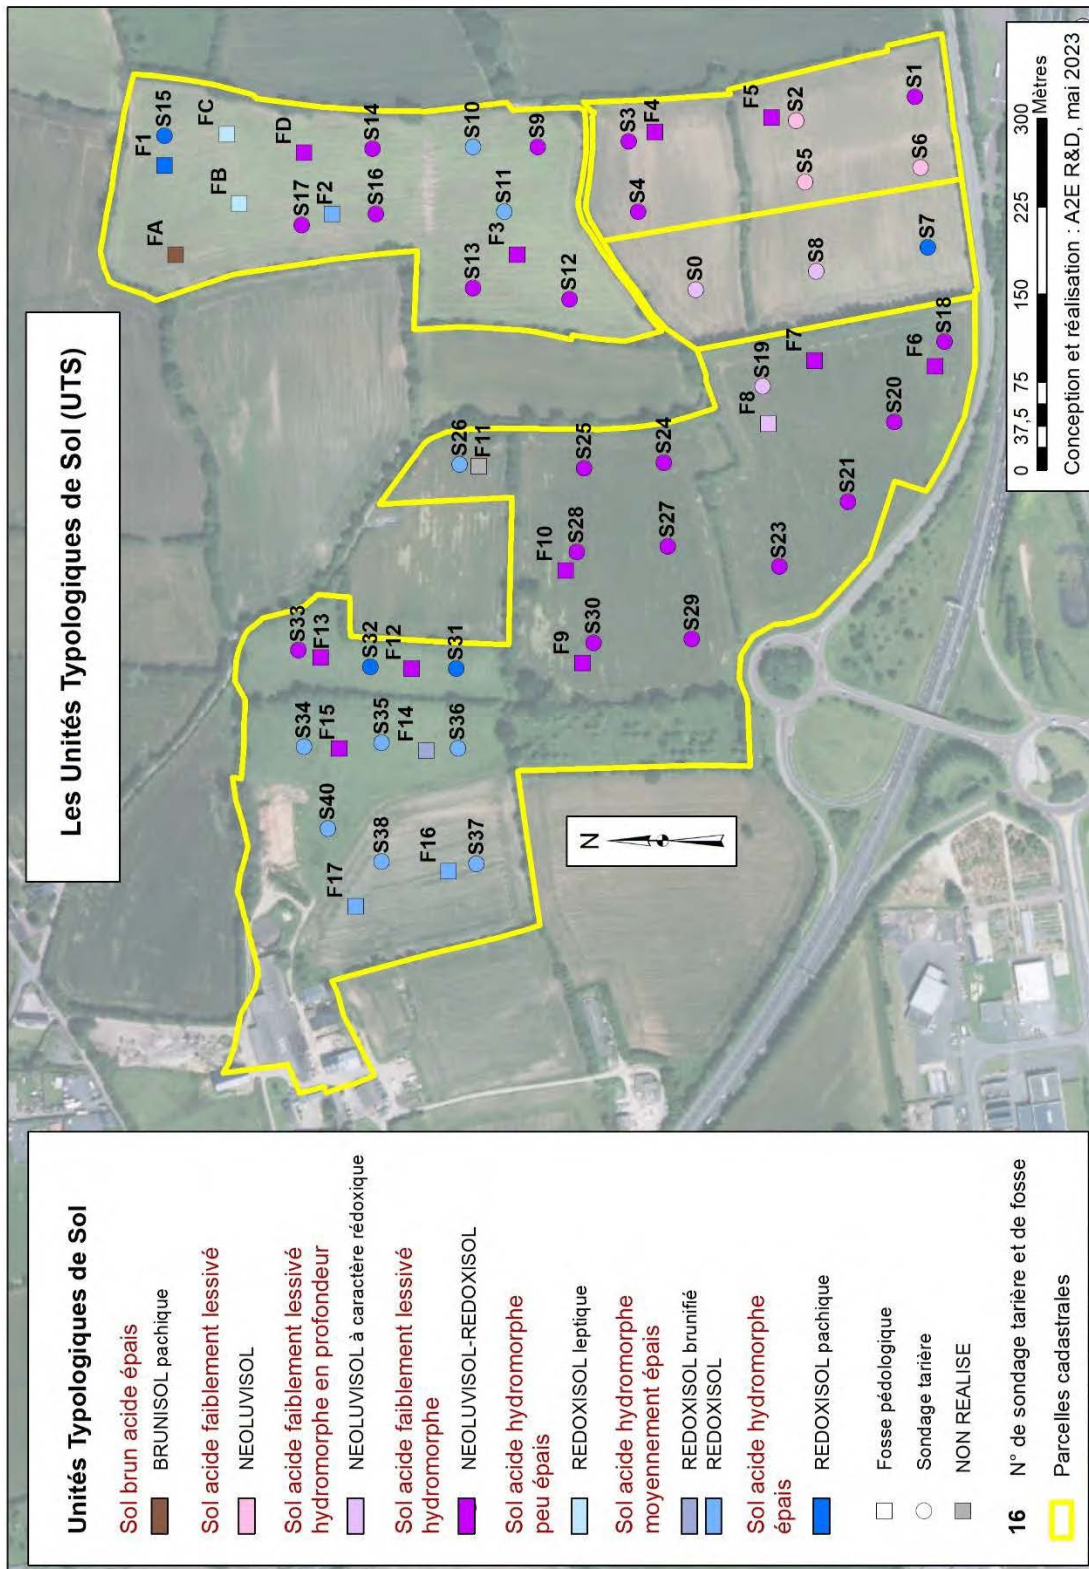 Les Unités Typologiques de Sol (UTS)
Unités Typologiques de Sol
Sol brun acide épais
BRUNISOL pachique
Sol acide faiblement lessivé
NEOLUVISOL
Sol acide faiblement lessivé
hydromorphe en profondeur
NEOLUVISOL à caractère rédoxique
Sol acide faiblement lessivé
hydromorphe
NEOLUVISOL-REDOXISOL
Sol acide hydromorphe
peu épais
REDOXISOL leptique
Sol acide hydromorphe
moyennement épais
REDOXISOL brunifié
REDOXISOL
Sol acide hydromorphe
épais
REDOXISOL pachique
Fosse pédologique
Sondage tarière
NON REALISE
16 N° de sondage tarière et de fosse
Parcelles cadastrales
N
F17
S40
S38
F16
S37
S34
F15
S35
F14
S36
S33
F13
S32
F12
S31
F9
S30
S29
F10
S28
S27
S26
F11
S25
S24
S23
S21
S20
F8
S19
F7
F6
S18
S0
S8
S7
S13
F3
S12
S11
S10
S9
FA
FB
S17
F2
S16
F1
S15
FC
FD
S14
S4
S3
F4
F5
S2
S5
S6
S1
0 37,5 75 150 225 300
Mètres
Conception et réalisation : A2E R&D, mai 2023